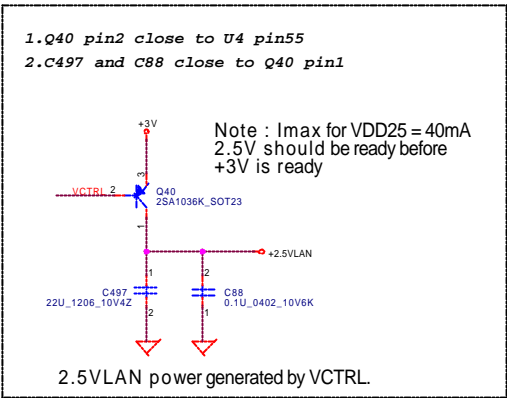 1.Q40 pin2 close to U4 pin55
2.C497 and C88 close to Q40 pin1
+3V
Note : Imax for VDD25 = 40mA
2.5V should be ready before
+3V is ready
3
VCTRL 2
Q40
2SA1036K_SOT23
1
+2.5VLAN
1
2
C497
22U_1206_10V4Z
C88
0.1U_0402_10V6K
2
1
2.5VLAN power generated by VCTRL.